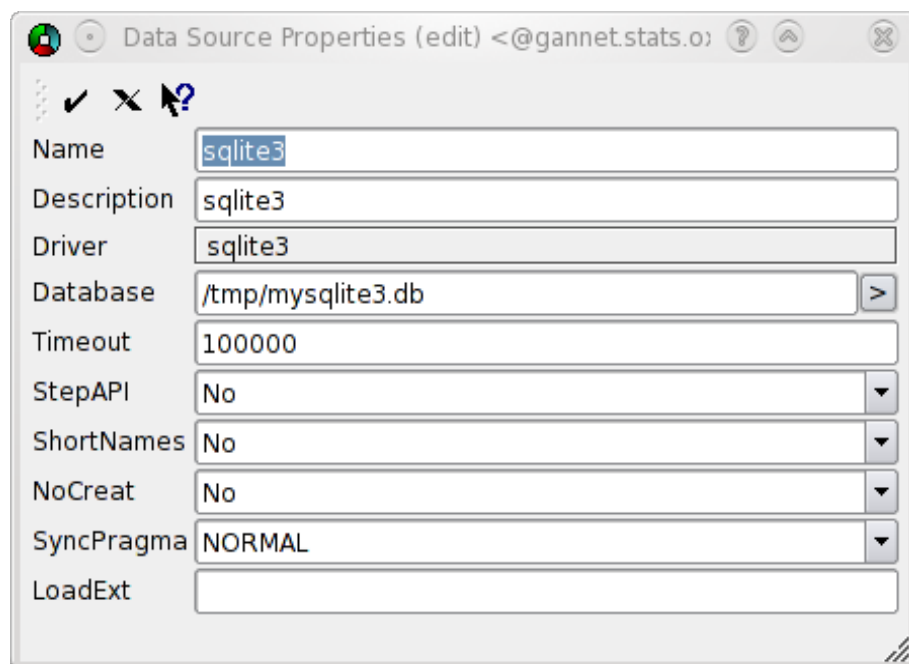 Data Source Properties (edit) <@gannet.stats.ox
Name sqlite3
Description sqlite3
Driver sqlite3
Database /tmp/mysqlite3.db >
Timeout 100000
StepAPI No
ShortNames No
NoCreat No
SyncPragma NORMAL
LoadExt